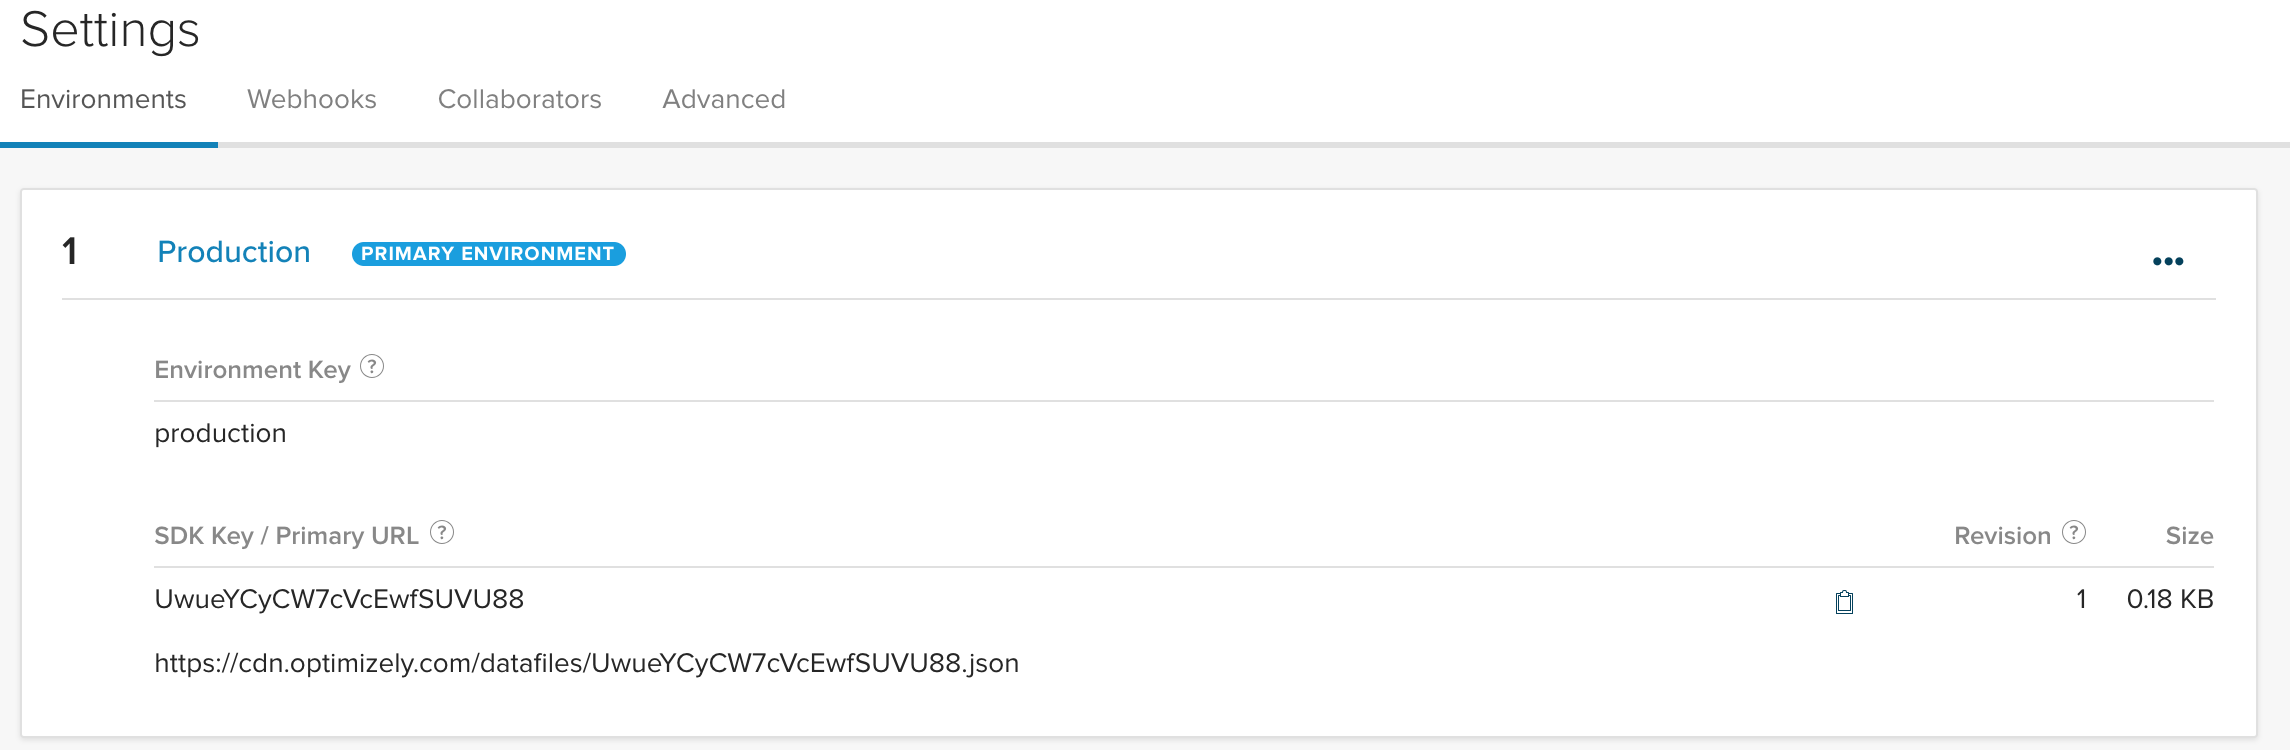 Settings
Environments Webhooks Collaborators Advanced
1 Production PRIMARY ENVIRONMENT
Environment Key ?
production
SDK Key / Primary URL ? Revision ? Size
UwueYCyCW7cVcEwfSUVU88 1 0.18 KB
https://cdn.optimizely.com/datafiles/UwueYCyCW7cVcEwfSUVU88.json